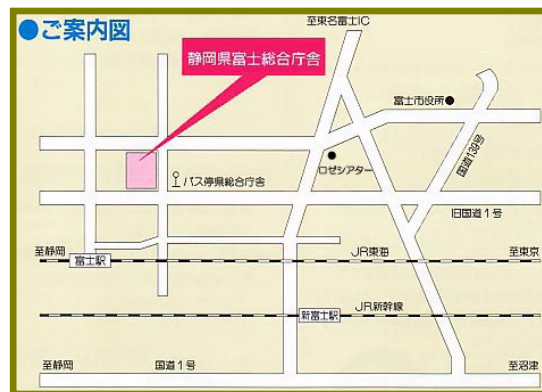 ●ご案内図
至東名富士IC
静岡県富士総合庁舎
富士市役所
ロゼシアター
国道139号
バス停県総合庁舎
旧国道1号
至静岡
JR東海
至東京
富士駅
JR新幹線
新富士駅
至静岡
国道1号
至沼津